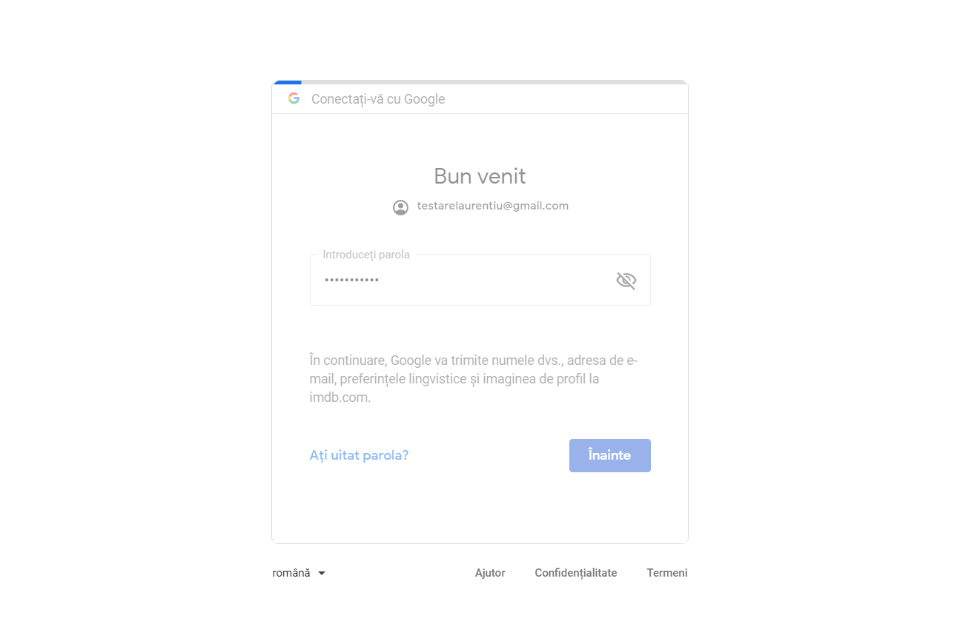 Conectați-vă cu Google
Bun venit
testarelaurentiu@gmail.com
Introduceți parola
•••••••••••
În continuare, Google va trimite numele dvs., adresa de e-
mail, preferințele lingvistice și imaginea de profil la
imdb.com.
Ați uitat parola?
Înainte
română
Ajutor
Confidențialitate
Termeni